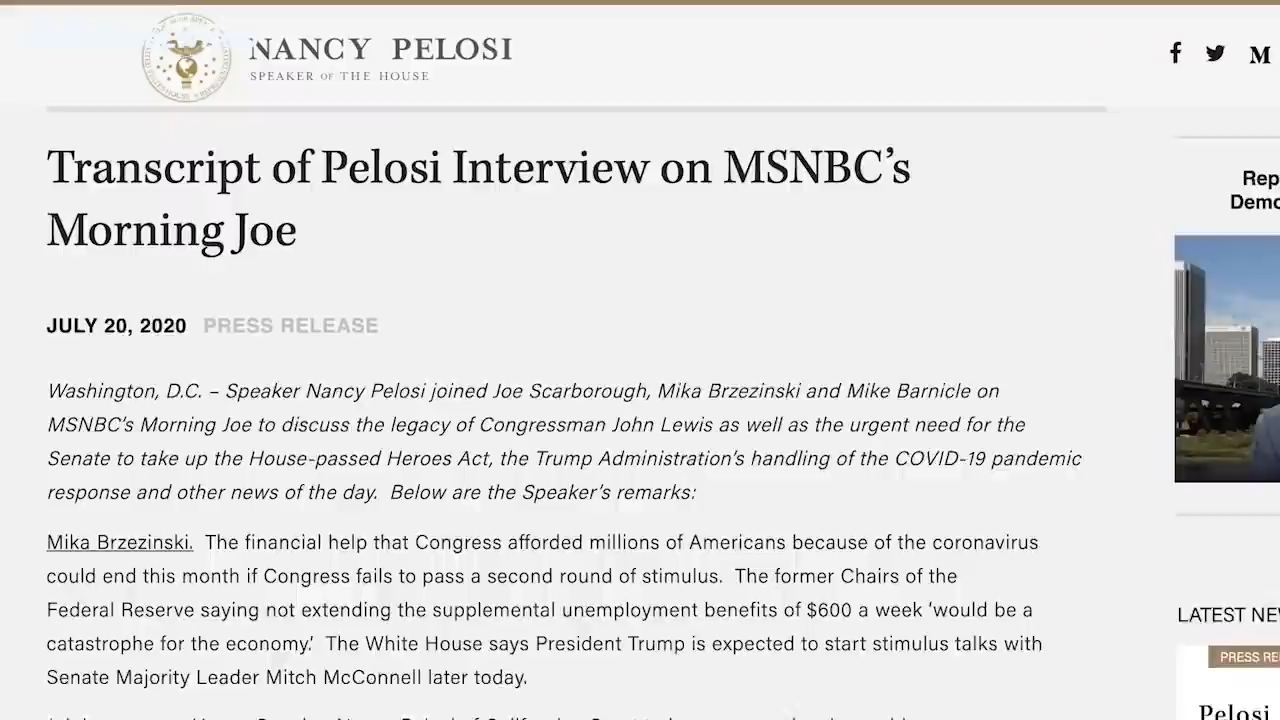 NANCY PELOSI
SPEAKER OF THE HOUSE
Transcript of Pelosi Interview on MSNBC’s
Morning Joe
JULY 20, 2020 PRESS RELEASE
Washington, D.C. – Speaker Nancy Pelosi joined Joe Scarborough, Mika Brzezinski and Mike Barnicle on
MSNBC’s Morning Joe to discuss the legacy of Congressman John Lewis as well as the urgent need for the
Senate to take up the House-passed Heroes Act, the Trump Administration’s handling of the COVID-19 pandemic
response and other news of the day.  Below are the Speaker’s remarks:
Mika Brzezinski.  The financial help that Congress afforded millions of Americans because of the coronavirus
could end this month if Congress fails to pass a second round of stimulus.  The former Chairs of the
Federal Reserve saying not extending the supplemental unemployment benefits of $600 a week ‘would be a
catastrophe for the economy.’  The White House says President Trump is expected to start stimulus talks with
Senate Majority Leader Mitch McConnell later today.
Rep
Demo
LATEST NEW
PRESS RE
Pelosi